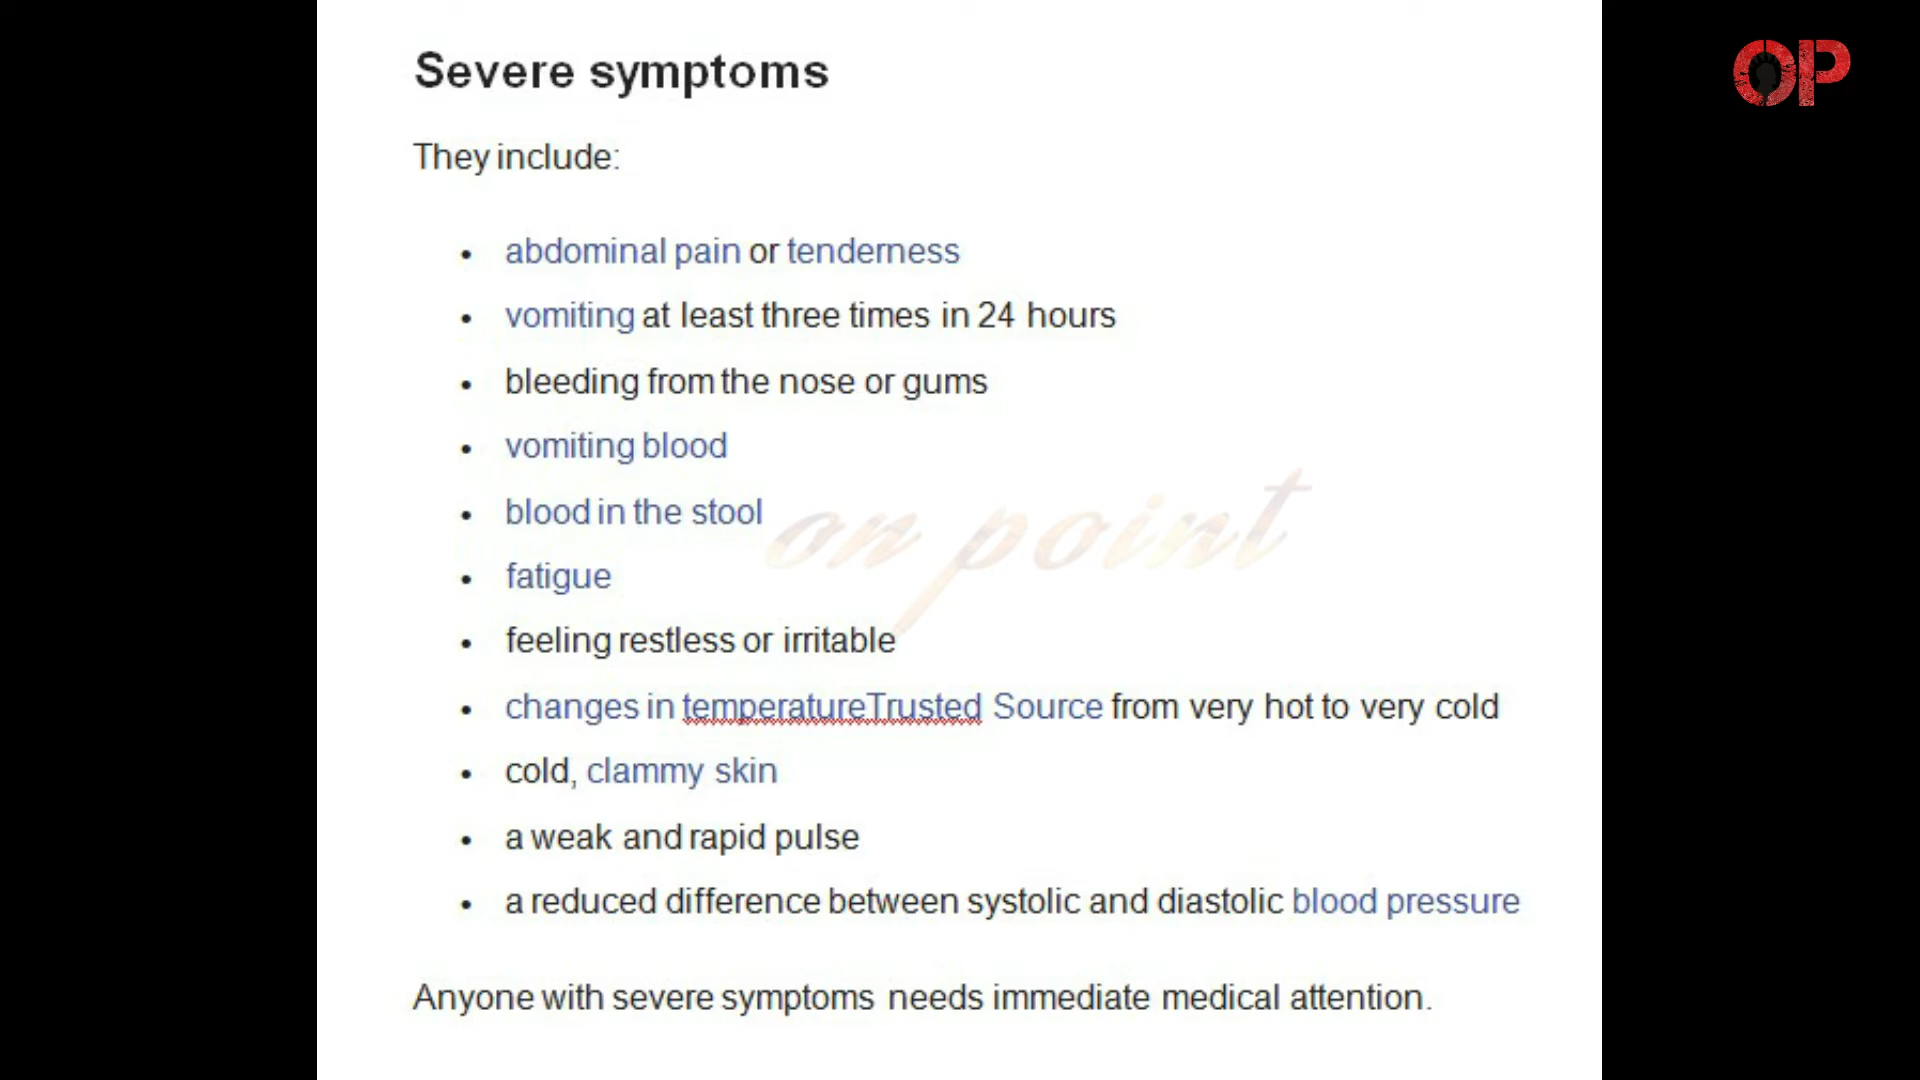 OP
Severe symptoms
They include:
• abdominal pain or tenderness
• vomiting at least three times in 24 hours
• bleeding from the nose or gums
• vomiting blood
• blood in the stool
• fatigue
• feeling restless or irritable
• changes in temperatureTrusted Source from very hot to very cold
• cold, clammy skin
• a weak and rapid pulse
• a reduced difference between systolic and diastolic blood pressure
Anyone with severe symptoms needs immediate medical attention.
on point